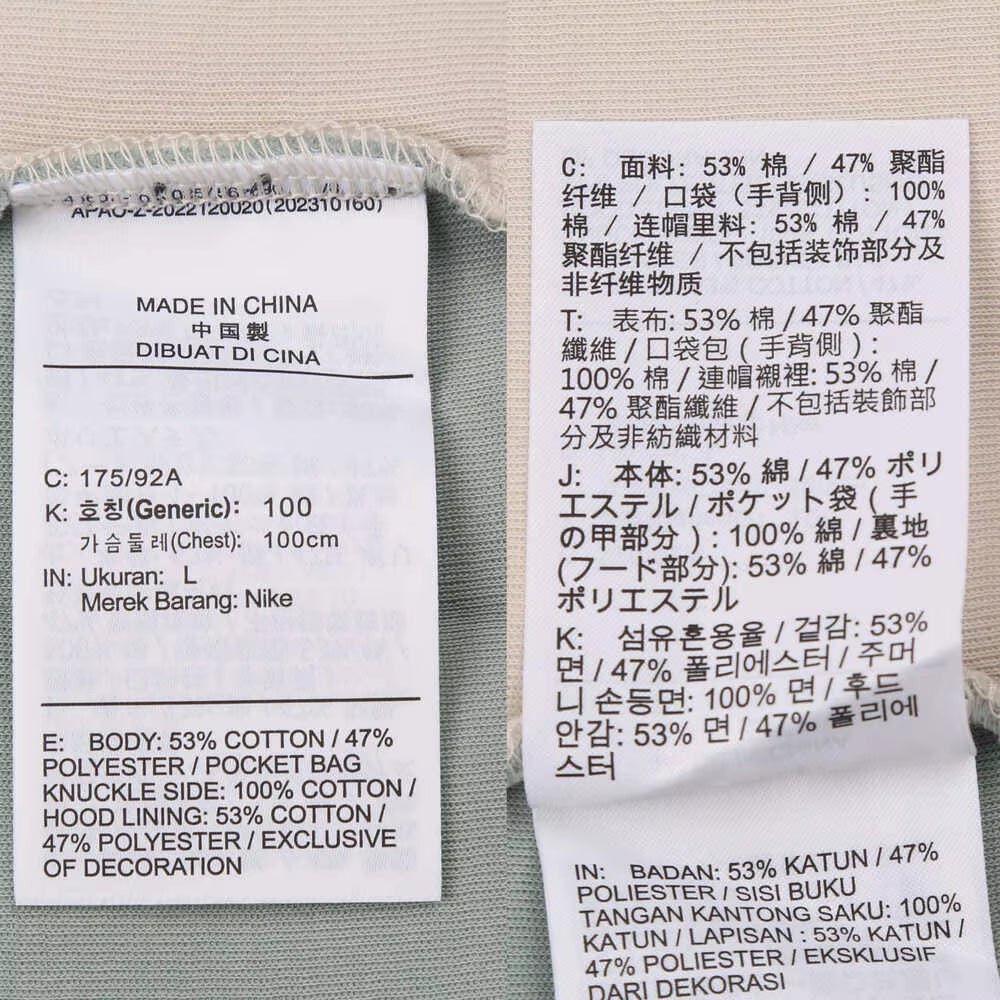 APAO-Z-2022120020(202310160)
MADE IN CHINA
中国製
DIBUAT DI CINA
C: 175/92A
K: 호칭(Generic): 100
가슴둘레(Chest): 100cm
IN: Ukuran: L
Merek Barang: Nike
E: BODY: 53% COTTON / 47%
POLYESTER / POCKET BAG
KNUCKLE SIDE: 100% COTTON /
HOOD LINING: 53% COTTON /
47% POLYESTER / EXCLUSIVE
OF DECORATION
C: 面料: 53% 棉 / 47% 聚酯
纤维 / 口袋（手背侧）: 100%
棉 / 连帽里料: 53% 棉 / 47%
聚酯纤维 / 不包括装饰部分及
非纤维物质
T: 表布: 53% 棉 / 47% 聚酯
纖維 / 口袋包 ( 手背側 ) :
100% 棉 / 連帽襯裡: 53% 棉 /
47% 聚酯纖維 / 不包括裝飾部
分及非紡織材料
J: 本体: 53% 綿 / 47% ポリ
エステル / ポケット袋 ( 手
の甲部分 ) : 100% 綿 / 裏地
(フード部分): 53% 綿 / 47%
ポリエステル
K: 섬유혼용율 / 겉감: 53%
면 / 47% 폴리에스터 / 주머
니 손등면: 100% 면 / 후드
안감: 53% 면 / 47% 폴리에
스터
IN: BADAN: 53% KATUN / 47%
POLIESTER / SISI BUKU
TANGAN KANTONG SAKU: 100%
KATUN / LAPISAN : 53% KATUN /
47% POLIESTER / EKSKLUSIF
DARI DEKORASI